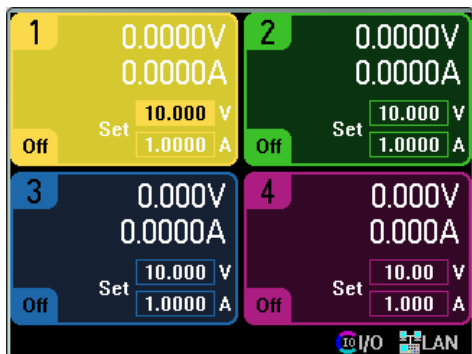 1 0.0000V
0.0000A
Set 10.000 V
Off 1.0000 A
2 0.0000V
0.0000A
Set 10.000 V
Off 1.0000 A
3 0.000V
0.0000A
Set 10.000 V
Off 1.0000 A
4 0.000V
0.000A
Set 10.00 V
Off 1.000 A
IO I/O LAN